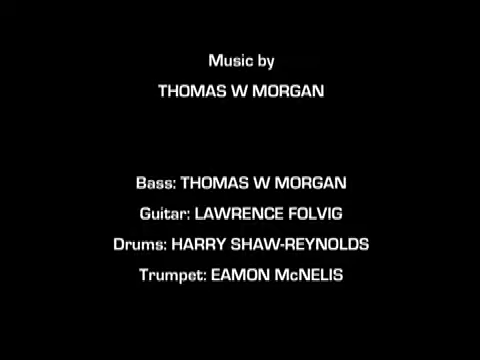 Music by
THOMAS W MORGAN
Bass: THOMAS W MORGAN
Guitar: LAWRENCE FOLVIG
Drums: HARRY SHAW-REYNOLDS
Trumpet: EAMON McNELIS